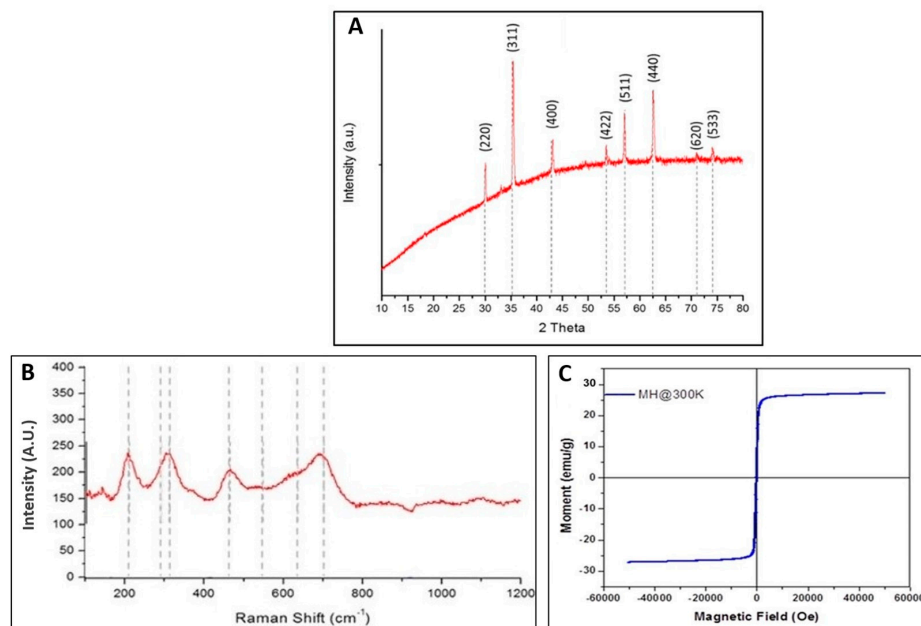 A
(220)
(311)
(400)
(422)
(511)
(440)
(620)
(533)
Intensity (a.u.)
10 15 20 25 30 35 40 45 50 55 60 65 70 75 80
2 Theta
B
400
350
300
250
200
150
100
50
0
Intensity (A.U.)
200 400 600 800 1000 1200
Raman Shift (cm⁻¹)
C
MH@300K
30
20
10
0
-10
-20
-30
Moment (emu/g)
-60000 -40000 -20000 0 20000 40000 60000
Magnetic Field (Oe)